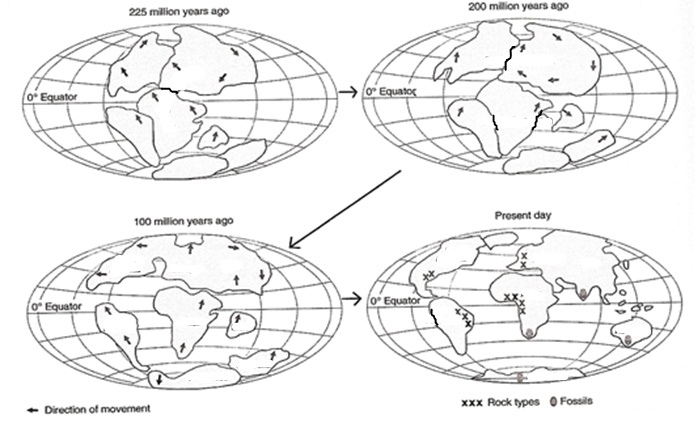 225 million years ago
200 million years ago
0° Equator
0° Equator
100 million years ago
Present day
0° Equator
0° Equator
Direction of movement
xxx Rock types
Fossils